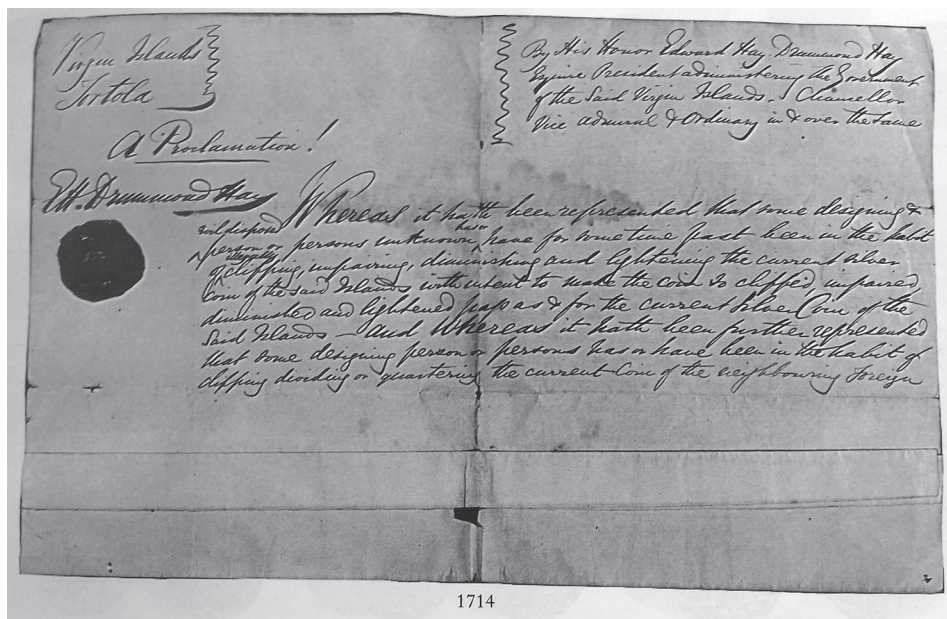 Virgin Islands
Tortola
By His Honor Edward Hay Drummond Hay
Esquire President administering the Government
of the Said Virgin Islands - Chancellor
Vice Admiral & Ordinary in & over the same
A Proclamation!
EH. Drummond Hay
Whereas it hath been represented that some designing &
evil disposed person or persons unknown has or have for some time past been in the habit
of illegally clipping, impairing, diminishing and lightening the current silver
Coin of the said Islands with intent to make the coin so clipped impaired
diminished and lightened pass as & for the current Silver Coin of the
Said Islands - And Whereas it hath been further represented
that some designing person or persons has or have been in the habit of
clipping dividing or quartering the current Coin of the neighbouring Foreign
1714